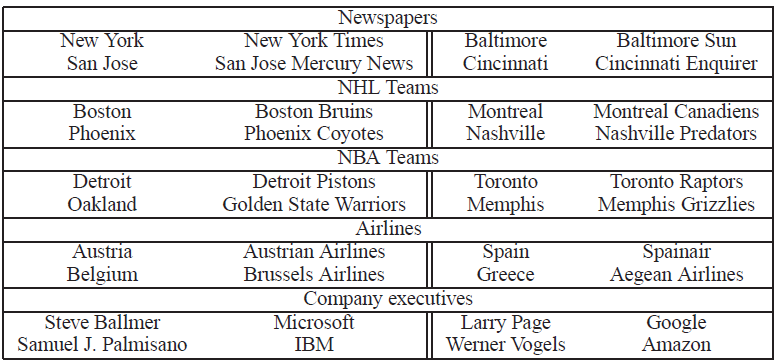 Newspapers
New York New York Times Baltimore Baltimore Sun
San Jose San Jose Mercury News Cincinnati Cincinnati Enquirer
NHL Teams
Boston Boston Bruins Montreal Montreal Canadiens
Phoenix Phoenix Coyotes Nashville Nashville Predators
NBA Teams
Detroit Detroit Pistons Toronto Toronto Raptors
Oakland Golden State Warriors Memphis Memphis Grizzlies
Airlines
Austria Austrian Airlines Spain Spainair
Belgium Brussels Airlines Greece Aegean Airlines
Company executives
Steve Ballmer Microsoft Larry Page Google
Samuel J. Palmisano IBM Werner Vogels Amazon